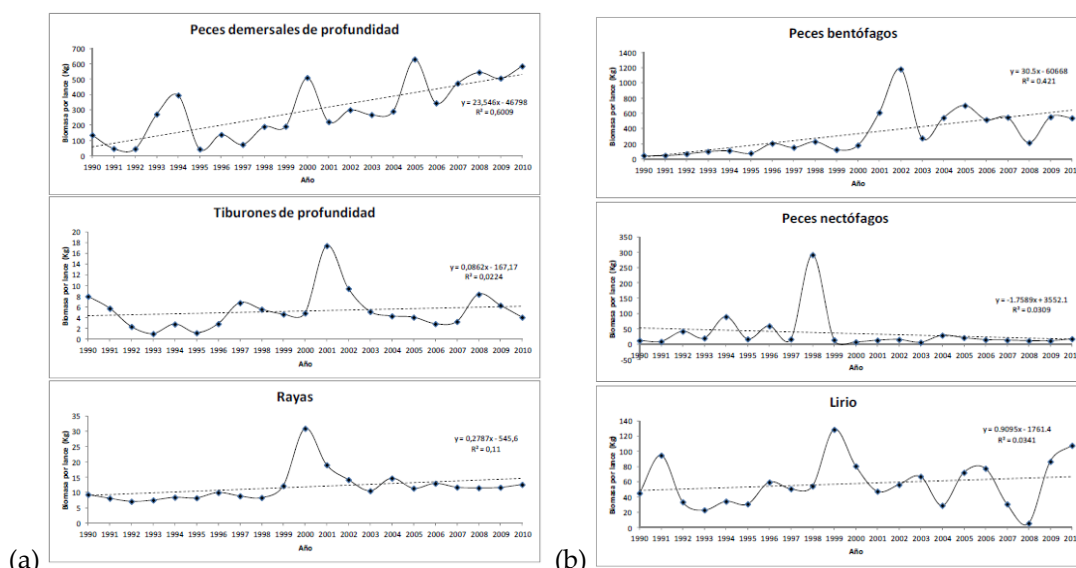 Peces demersales de profundidad
Biomasa por lance (Kg)
700
600
500
400
300
200
100
0
y = 23,546x - 46798
R² = 0,6009
1990 1991 1992 1993 1994 1995 1996 1997 1998 1999 2000 2001 2002 2003 2004 2005 2006 2007 2008 2009 2010
Año
Tiburones de profundidad
Biomasa por lance (Kg)
20
18
16
14
12
10
8
6
4
2
0
y = 0,0862x - 167,17
R² = 0,0224
1990 1991 1992 1993 1994 1995 1996 1997 1998 1999 2000 2001 2002 2003 2004 2005 2006 2007 2008 2009 2010
Año
Rayas
Biomasa por lance (Kg)
35
30
25
20
15
10
5
0
y = 0,2787x - 545,6
R² = 0,11
1990 1991 1992 1993 1994 1995 1996 1997 1998 1999 2000 2001 2002 2003 2004 2005 2006 2007 2008 2009 2010
Año
(a)
Peces bentófagos
Biomasa por lance (Kg)
1400
1200
1000
800
600
400
200
0
y = 30.5x - 60668
R² = 0.421
1990 1991 1992 1993 1994 1995 1996 1997 1998 1999 2000 2001 2002 2003 2004 2005 2006 2007 2008 2009 201
Año
Peces nectófagos
Biomasa por lance (Kg)
350
300
250
200
150
100
50
0
-50
y = -1.7589x + 3552.1
R² = 0.0309
1990 1991 1992 1993 1994 1995 1996 1997 1998 1999 2000 2001 2002 2003 2004 2005 2006 2007 2008 2009 201
Año
Lirio
Biomasa por lance (Kg)
140
120
100
80
60
40
20
0
y = 0.9095x - 1761.4
R² = 0.0341
1990 1991 1992 1993 1994 1995 1996 1997 1998 1999 2000 2001 2002 2003 2004 2005 2006 2007 2008 2009 201
Año
(b)